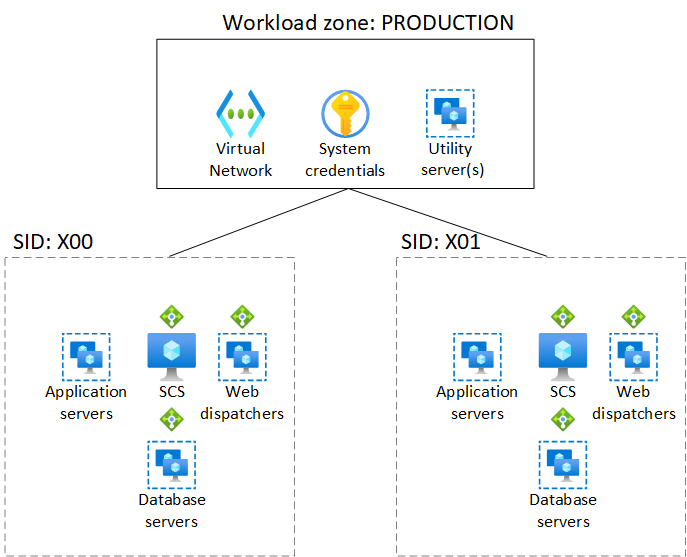 Workload zone: PRODUCTION
Virtual
Network
System
credentials
Utility
server(s)
SID: X00
SID: X01
Application
servers
SCS
Web
dispatchers
Database
servers
Application
servers
SCS
Web
dispatchers
Database
servers